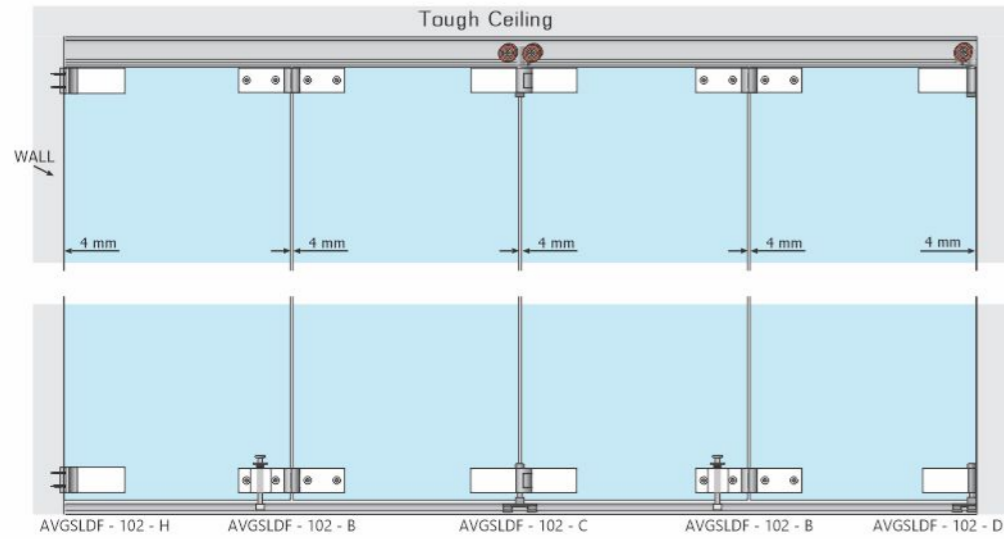 Tough Ceiling
WALL
4 mm 4 mm 4 mm 4 mm 4 mm
AVGSLDF - 102 - H AVGSLDF - 102 - B AVGSLDF - 102 - C AVGSLDF - 102 - B AVGSLDF - 102 - D